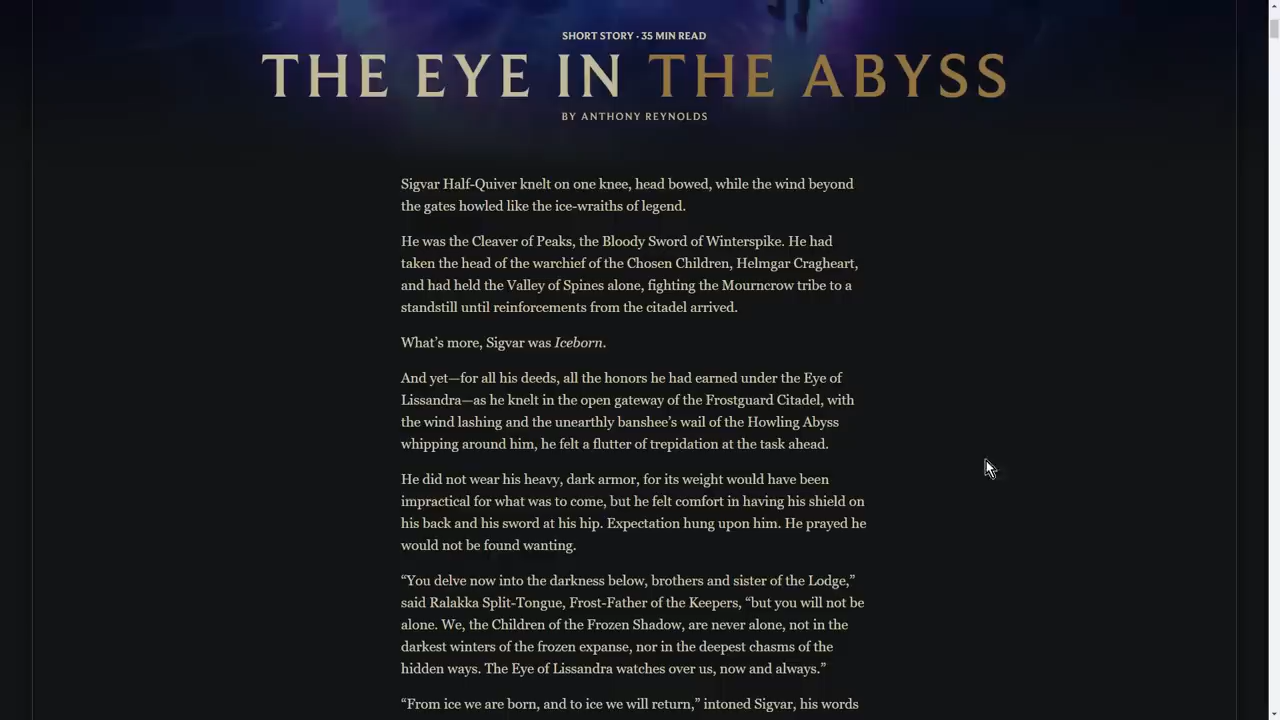 SHORT STORY · 35 MIN READ
THE EYE IN THE ABYSS
BY ANTHONY REYNOLDS
Sigvar Half-Quiver knelt on one knee, head bowed, while the wind beyond
the gates howled like the ice-wraiths of legend.
He was the Cleaver of Peaks, the Bloody Sword of Winterspike. He had
taken the head of the warchief of the Chosen Children, Helmgar Cragheart,
and had held the Valley of Spines alone, fighting the Mourncrow tribe to a
standstill until reinforcements from the citadel arrived.
What’s more, Sigvar was Iceborn.
And yet—for all his deeds, all the honors he had earned under the Eye of
Lissandra—as he knelt in the open gateway of the Frostguard Citadel, with
the wind lashing and the unearthly banshee’s wail of the Howling Abyss
whipping around him, he felt a flutter of trepidation at the task ahead.
He did not wear his heavy, dark armor, for its weight would have been
impractical for what was to come, but he felt comfort in having his shield on
his back and his sword at his hip. Expectation hung upon him. He prayed he
would not be found wanting.
“You delve now into the darkness below, brothers and sister of the Lodge,”
said Ralakka Split-Tongue, Frost-Father of the Keepers, “but you will not be
alone. We, the Children of the Frozen Shadow, are never alone, not in the
darkest winters of the frozen expanse, nor in the deepest chasms of the
hidden ways. The Eye of Lissandra watches over us, now and always.”
“From ice we are born, and to ice we will return,” intoned Sigvar, his words